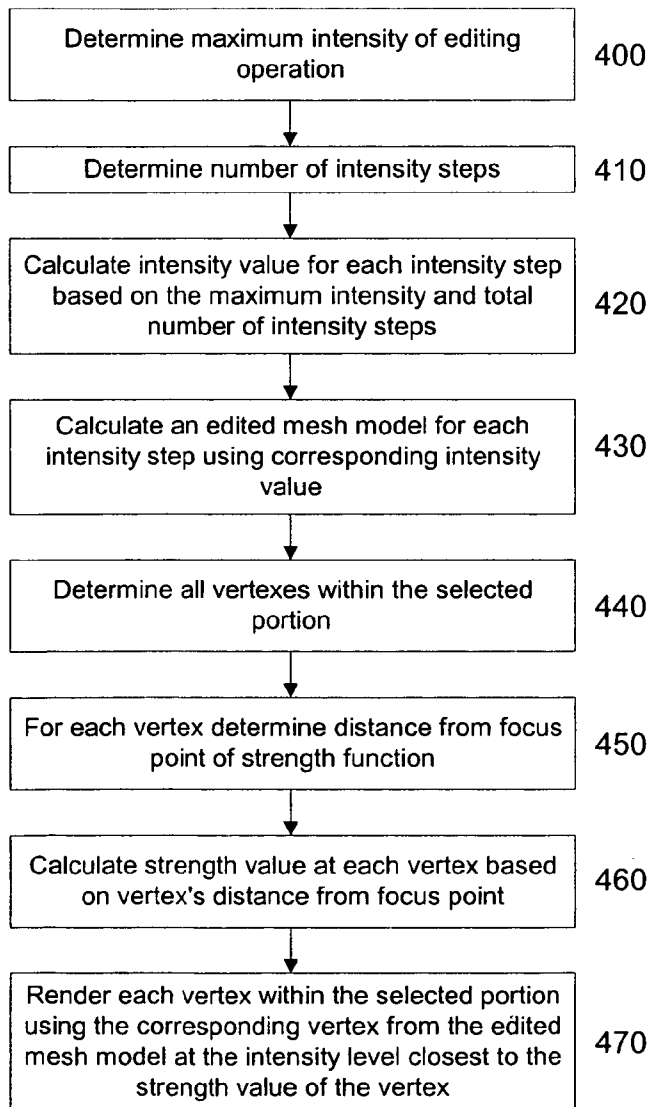 Determine maximum intensity of editing
operation
400
Determine number of intensity steps
410
Calculate intensity value for each intensity step
based on the maximum intensity and total
number of intensity steps
420
Calculate an edited mesh model for each
intensity step using corresponding intensity
value
430
Determine all vertexes within the selected
portion
440
For each vertex determine distance from focus
point of strength function
450
Calculate strength value at each vertex based
on vertex's distance from focus point
460
Render each vertex within the selected portion
using the corresponding vertex from the edited
mesh model at the intensity level closest to the
strength value of the vertex
470